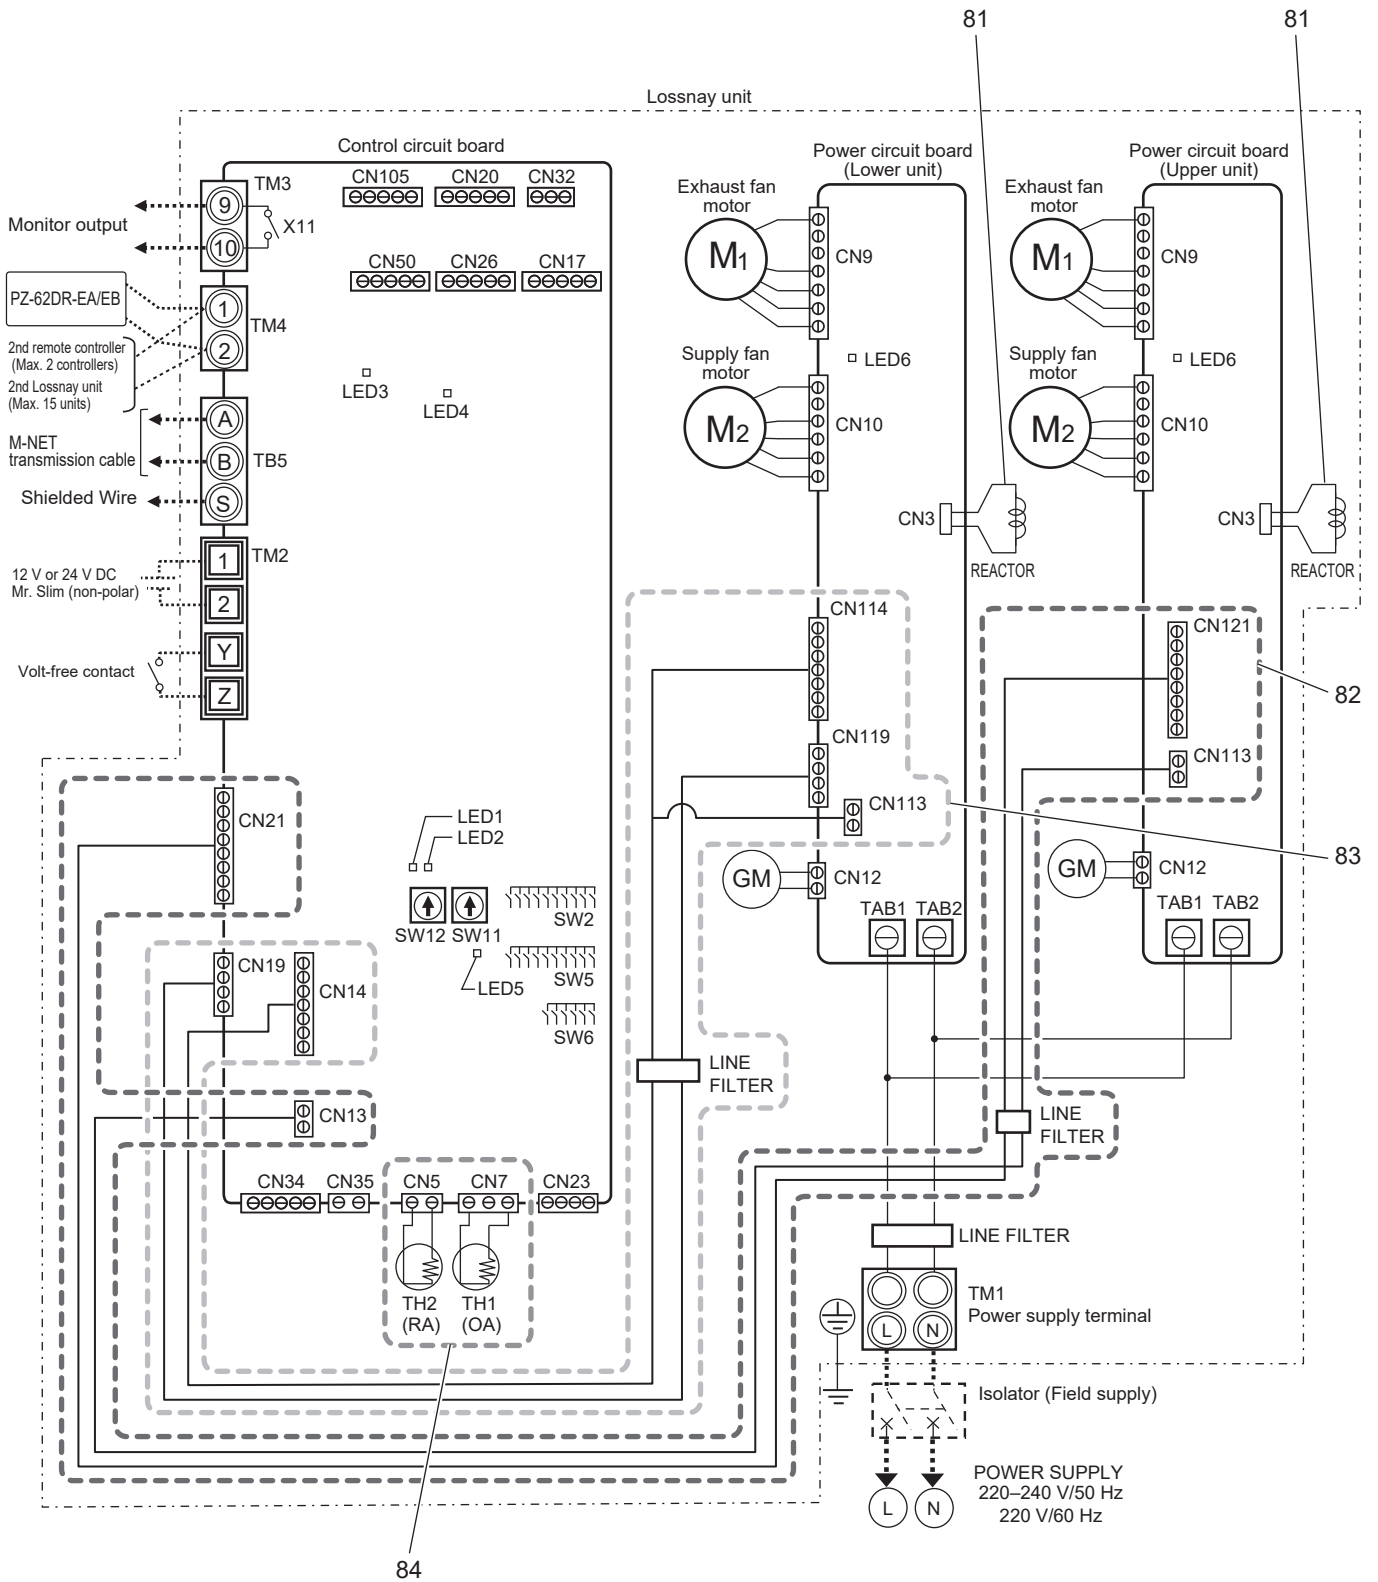 81
81
Lossnay unit
Control circuit board
Power circuit board
(Lower unit)
Power circuit board
(Upper unit)
TM3
9
10
X11
Monitor output
CN105
CN20
CN32
CN50
CN26
CN17
Exhaust fan
motor
M1
CN9
Exhaust fan
motor
M1
CN9
PZ-62DR-EA/EB
1
2
TM4
2nd remote controller
(Max. 2 controllers)
2nd Lossnay unit
(Max. 15 units)
LED3
LED4
Supply fan
motor
M2
LED6
CN10
Supply fan
motor
M2
LED6
CN10
M-NET
transmission cable
A
B
S
TB5
Shielded Wire
CN3
REACTOR
CN3
REACTOR
12 V or 24 V DC
Mr. Slim (non-polar)
1
2
Y
Z
TM2
Volt-free contact
CN114
CN119
CN113
CN121
CN113
82
83
CN21
LED1
LED2
SW12
SW11
SW2
LED5
SW5
SW6
GM
CN12
TAB1
TAB2
GM
CN12
TAB1
TAB2
CN19
CN14
CN13
LINE
FILTER
LINE
FILTER
CN34
CN35
CN5
CN7
CN23
TH2
(RA)
TH1
(OA)
LINE FILTER
TM1
Power supply terminal
L
N
Isolator (Field supply)
POWER SUPPLY
220–240 V/50 Hz
220 V/60 Hz
L
N
84